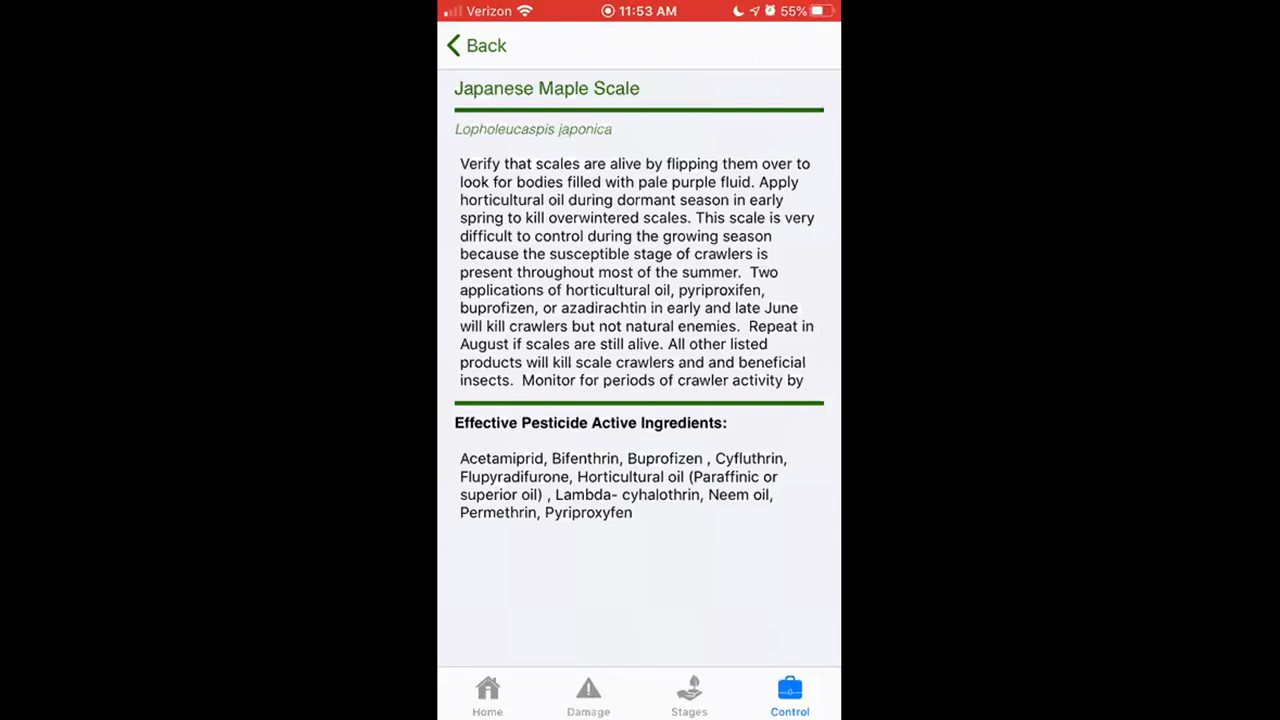 Verizon 11:53 AM 55%
Back
Japanese Maple Scale
Lopholeucaspis japonica
Verify that scales are alive by flipping them over to
look for bodies filled with pale purple fluid. Apply
horticultural oil during dormant season in early
spring to kill overwintered scales. This scale is very
difficult to control during the growing season
because the susceptible stage of crawlers is
present throughout most of the summer.  Two
applications of horticultural oil, pyriproxifen,
buprofizen, or azadirachtin in early and late June
will kill crawlers but not natural enemies.  Repeat in
August if scales are still alive. All other listed
products will kill scale crawlers and and beneficial
insects.  Monitor for periods of crawler activity by
Effective Pesticide Active Ingredients:
Acetamiprid, Bifenthrin, Buprofizen , Cyfluthrin,
Flupyradifurone, Horticultural oil (Paraffinic or
superior oil) , Lambda- cyhalothrin, Neem oil,
Permethrin, Pyriproxyfen
Home Damage Stages Control